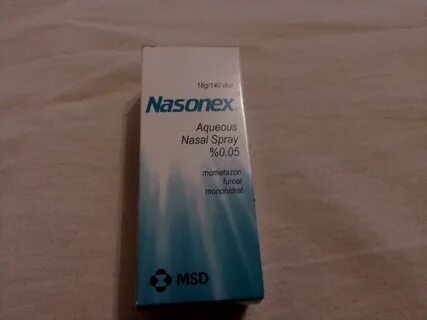 18g/140 doz
Nasonex
Aqueous
Nasal Spray
%0.05
mometazon
furoat
monohidrat
MSD